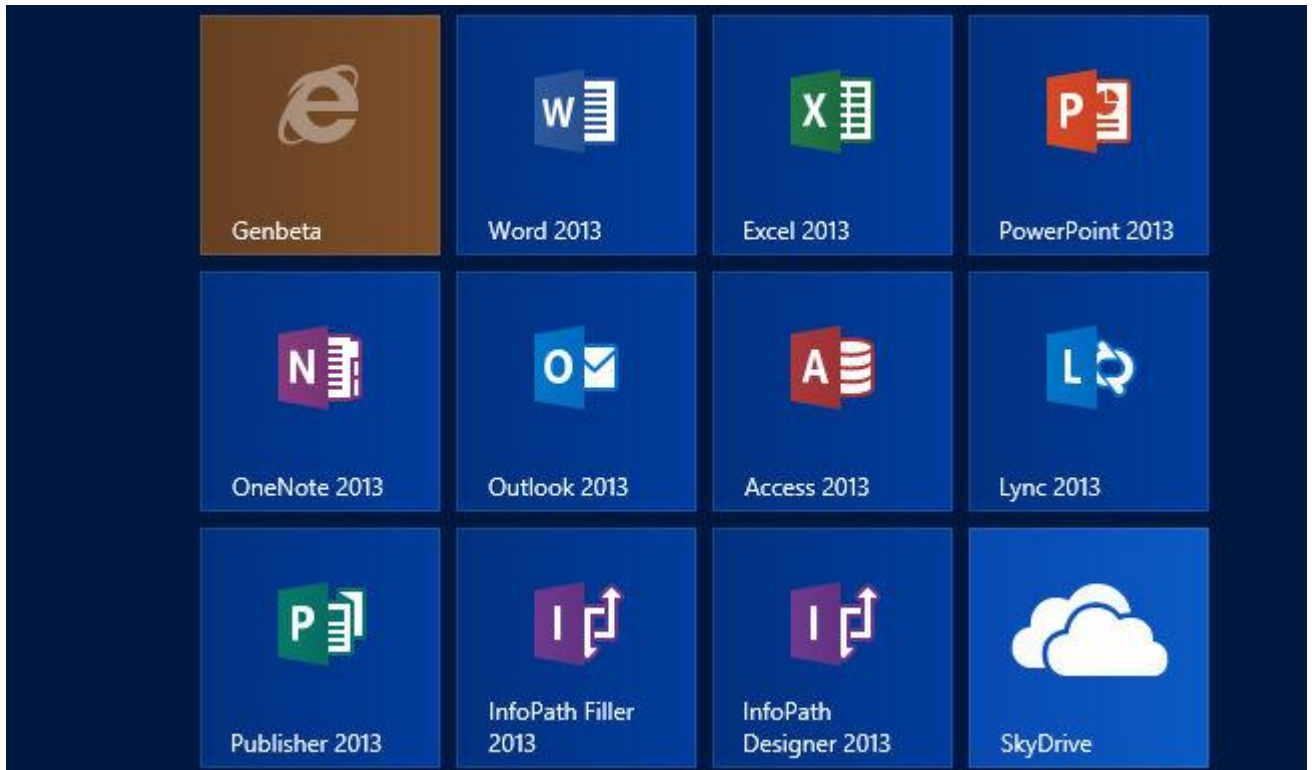 Genbeta
Word 2013
Excel 2013
PowerPoint 2013
OneNote 2013
Outlook 2013
Access 2013
Lync 2013
Publisher 2013
InfoPath Filler
2013
InfoPath
Designer 2013
SkyDrive